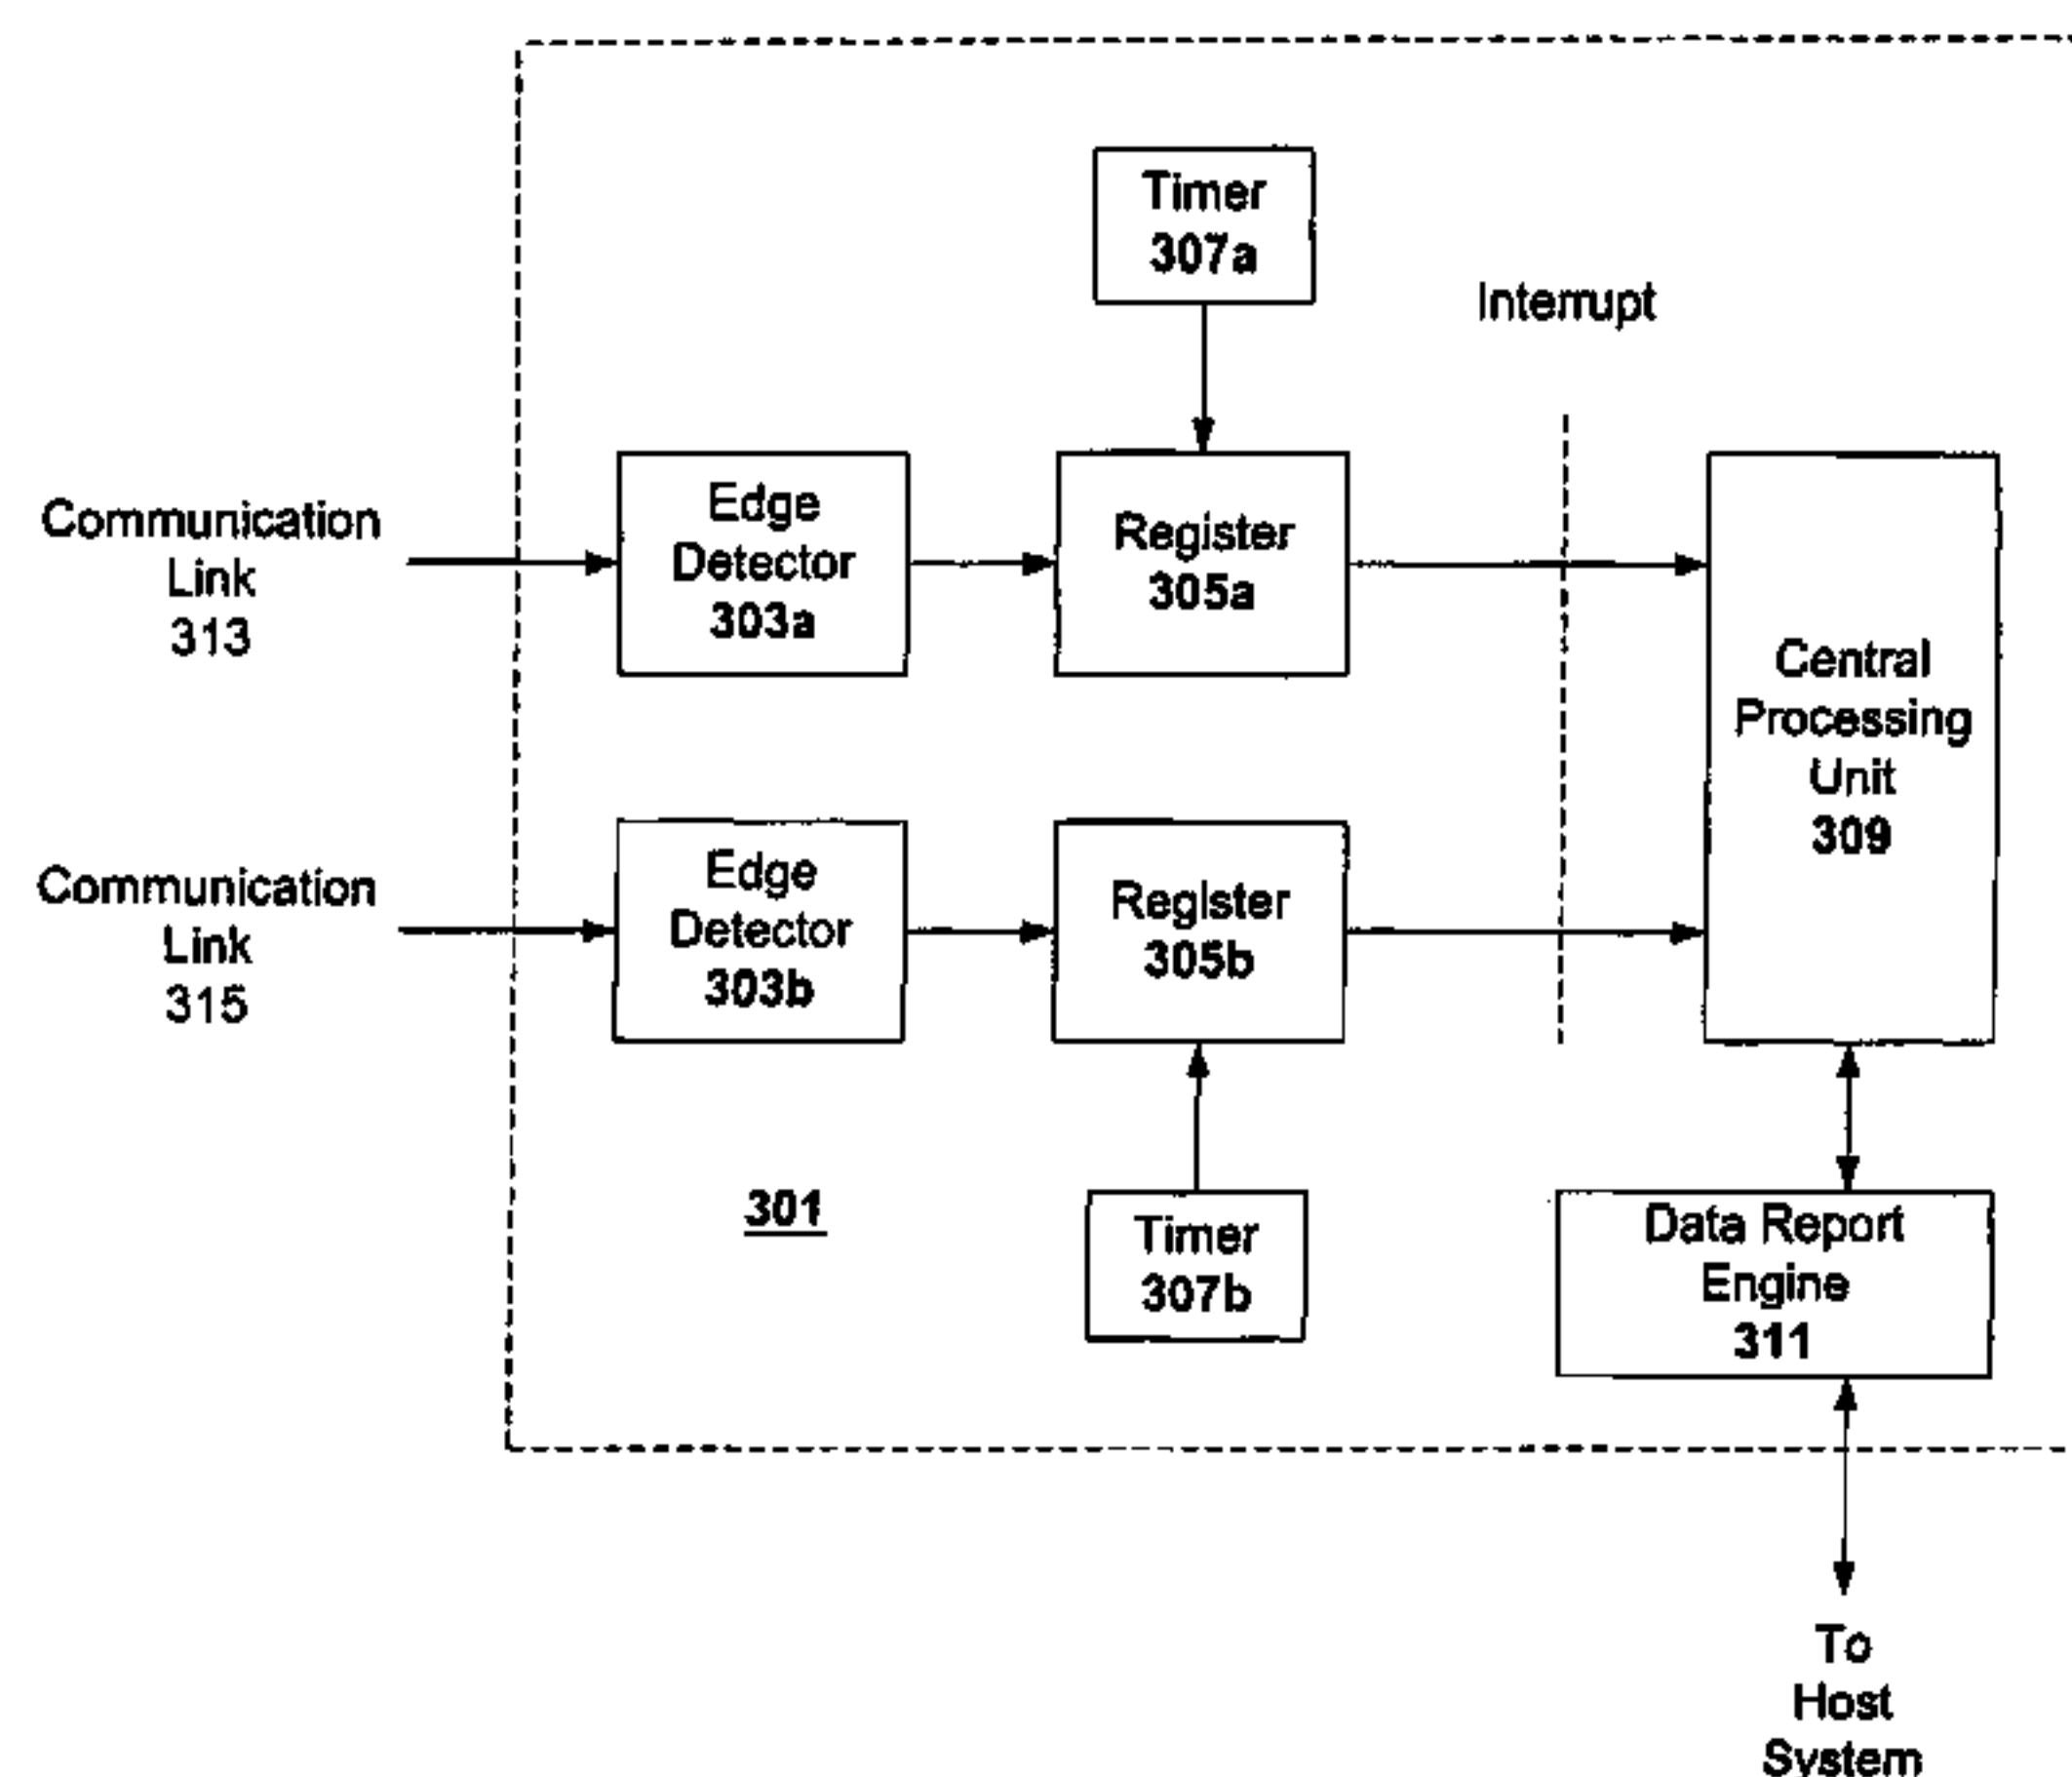 Timer
307a
Interrupt
Communication
Link
313
Edge
Detector
303a
Register
305a
Central
Processing
Unit
309
Communication
Link
315
Edge
Detector
303b
Register
305b
301
Timer
307b
Data Report
Engine
311
To
Host
System